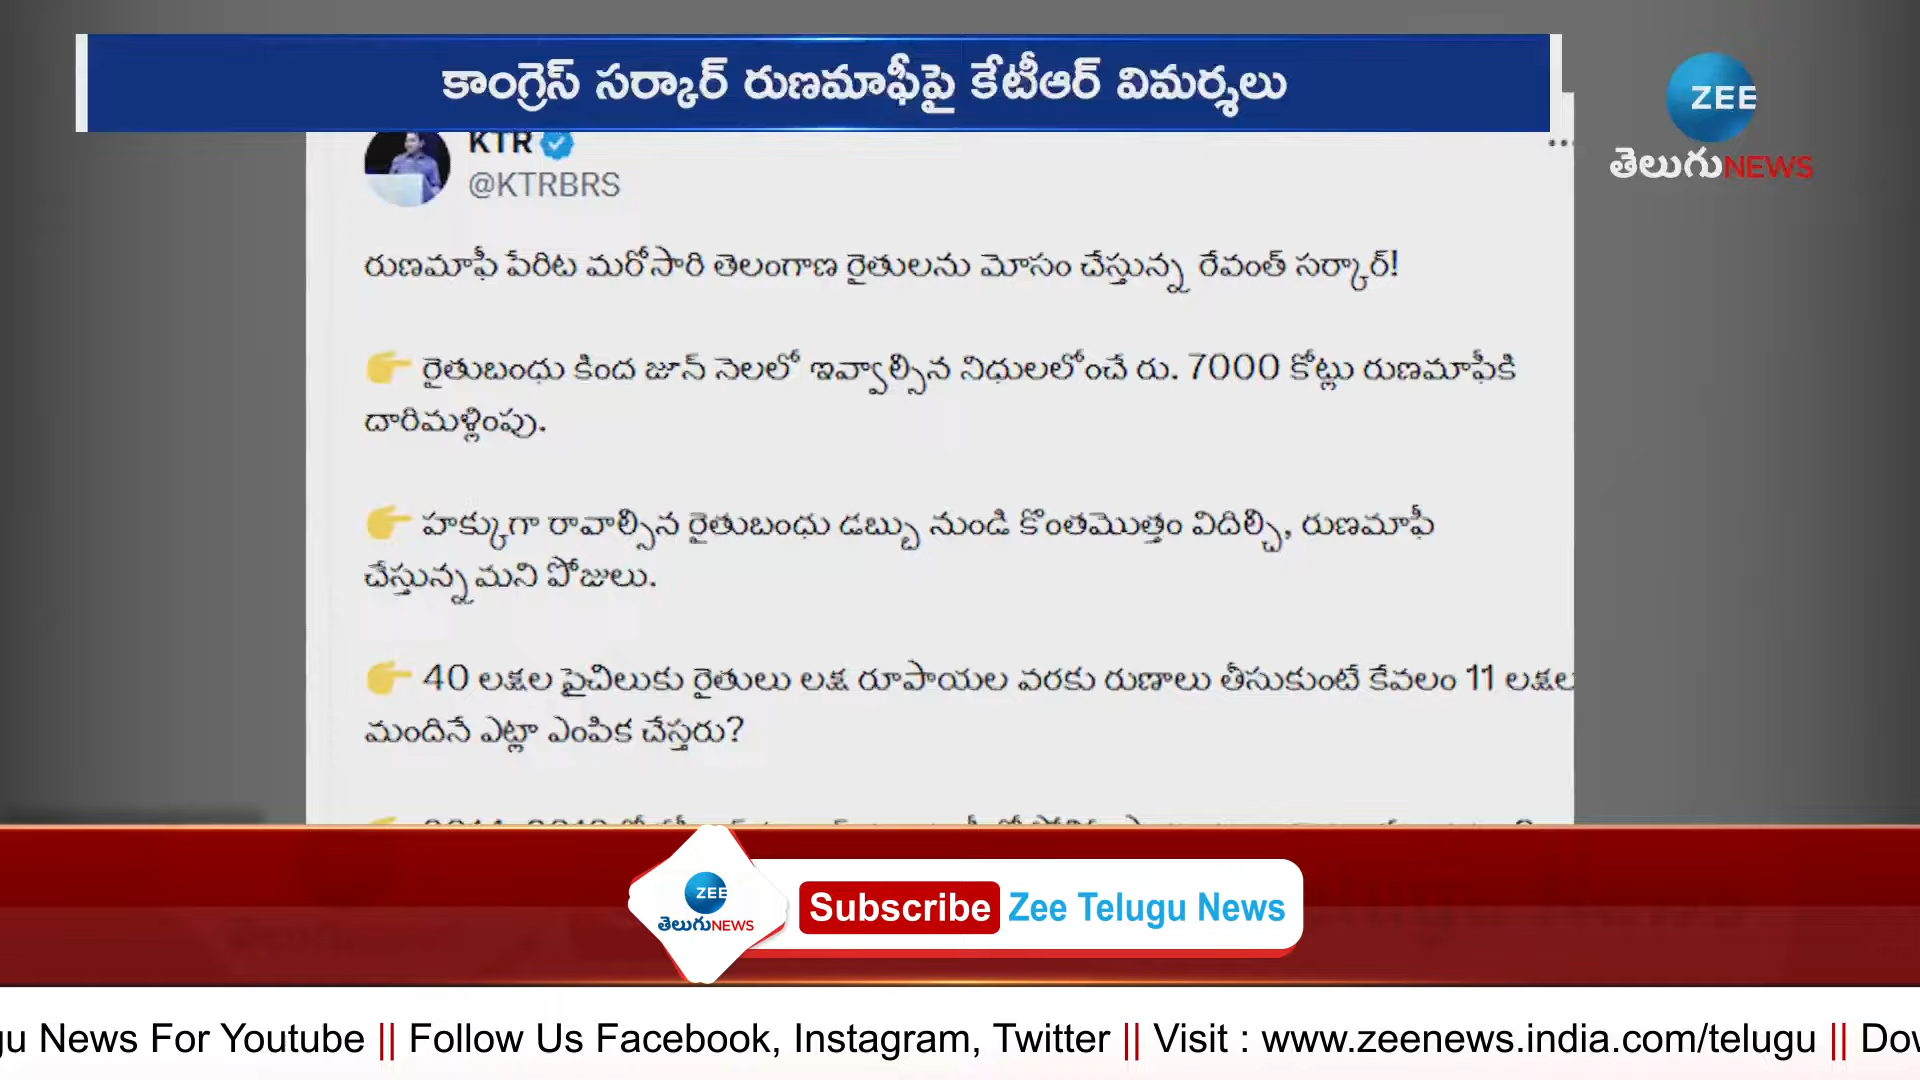 కాంగ్రెస్ సర్కార్ రుణమాఫీపై కేటీఆర్ విమర్శలు
ZEE
తెలుగుNEWS
KTR
@KTRBRS
రుణమాఫీ పేరిట మరోసారి తెలంగాణ రైతులను మోసం చేస్తున్న రేవంత్ సర్కార్!
👉 రైతుబంధు కింద జూన్ నెలలో ఇవ్వాల్సిన నిధులలోంచే రు. 7000 కోట్లు రుణమాఫీకి
దారిమళ్లింపు.
👉 హక్కుగా రావాల్సిన రైతుబంధు డబ్బు నుండి కొంతమొత్తం విదిల్చి, రుణమాఫీ
చేస్తున్నమని పోజులు.
👉 40 లక్షల పైచిలుకు రైతులు లక్ష రూపాయల వరకు రుణాలు తీసుకుంటే కేవలం 11 లక్షల
మందినే ఎట్లా ఎంపిక చేస్తరు?
ZEE
తెలుగుNEWS
Subscribe Zee Telugu News
gu News For Youtube || Follow Us Facebook, Instagram, Twitter || Visit : www.zeenews.india.com/telugu ||